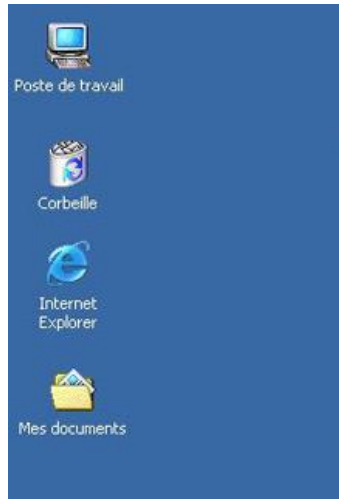 Poste de travail
Corbeille
Internet
Explorer
Mes documents